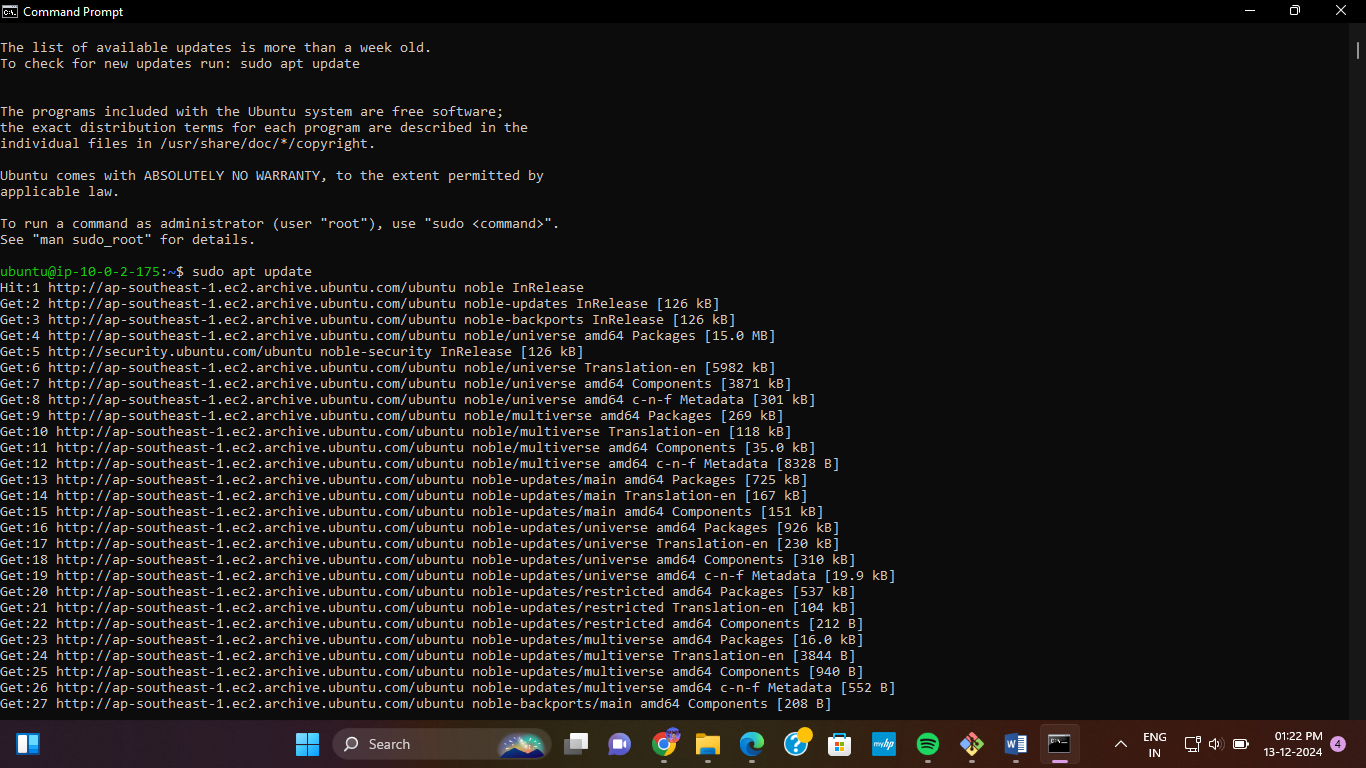 Command Prompt
The list of available updates is more than a week old.
To check for new updates run: sudo apt update
The programs included with the Ubuntu system are free software;
the exact distribution terms for each program are described in the
individual files in /usr/share/doc/*/copyright.
Ubuntu comes with ABSOLUTELY NO WARRANTY, to the extent permitted by
applicable law.
To run a command as administrator (user "root"), use "sudo <command>".
See "man sudo_root" for details.
ubuntu@ip-10-0-2-175:~$ sudo apt update
Hit:1 http://ap-southeast-1.ec2.archive.ubuntu.com/ubuntu noble InRelease
Get:2 http://ap-southeast-1.ec2.archive.ubuntu.com/ubuntu noble-updates InRelease [126 kB]
Get:3 http://ap-southeast-1.ec2.archive.ubuntu.com/ubuntu noble-backports InRelease [126 kB]
Get:4 http://ap-southeast-1.ec2.archive.ubuntu.com/ubuntu noble/universe amd64 Packages [15.0 MB]
Get:5 http://security.ubuntu.com/ubuntu noble-security InRelease [126 kB]
Get:6 http://ap-southeast-1.ec2.archive.ubuntu.com/ubuntu noble/universe Translation-en [5982 kB]
Get:7 http://ap-southeast-1.ec2.archive.ubuntu.com/ubuntu noble/universe amd64 Components [3871 kB]
Get:8 http://ap-southeast-1.ec2.archive.ubuntu.com/ubuntu noble/universe amd64 c-n-f Metadata [301 kB]
Get:9 http://ap-southeast-1.ec2.archive.ubuntu.com/ubuntu noble/multiverse amd64 Packages [269 kB]
Get:10 http://ap-southeast-1.ec2.archive.ubuntu.com/ubuntu noble/multiverse Translation-en [118 kB]
Get:11 http://ap-southeast-1.ec2.archive.ubuntu.com/ubuntu noble/multiverse amd64 Components [35.0 kB]
Get:12 http://ap-southeast-1.ec2.archive.ubuntu.com/ubuntu noble/multiverse amd64 c-n-f Metadata [8328 B]
Get:13 http://ap-southeast-1.ec2.archive.ubuntu.com/ubuntu noble-updates/main amd64 Packages [725 kB]
Get:14 http://ap-southeast-1.ec2.archive.ubuntu.com/ubuntu noble-updates/main Translation-en [167 kB]
Get:15 http://ap-southeast-1.ec2.archive.ubuntu.com/ubuntu noble-updates/main amd64 Components [151 kB]
Get:16 http://ap-southeast-1.ec2.archive.ubuntu.com/ubuntu noble-updates/universe amd64 Packages [926 kB]
Get:17 http://ap-southeast-1.ec2.archive.ubuntu.com/ubuntu noble-updates/universe Translation-en [230 kB]
Get:18 http://ap-southeast-1.ec2.archive.ubuntu.com/ubuntu noble-updates/universe amd64 Components [310 kB]
Get:19 http://ap-southeast-1.ec2.archive.ubuntu.com/ubuntu noble-updates/universe amd64 c-n-f Metadata [19.9 kB]
Get:20 http://ap-southeast-1.ec2.archive.ubuntu.com/ubuntu noble-updates/restricted amd64 Packages [537 kB]
Get:21 http://ap-southeast-1.ec2.archive.ubuntu.com/ubuntu noble-updates/restricted Translation-en [104 kB]
Get:22 http://ap-southeast-1.ec2.archive.ubuntu.com/ubuntu noble-updates/restricted amd64 Components [212 B]
Get:23 http://ap-southeast-1.ec2.archive.ubuntu.com/ubuntu noble-updates/multiverse amd64 Packages [16.0 kB]
Get:24 http://ap-southeast-1.ec2.archive.ubuntu.com/ubuntu noble-updates/multiverse Translation-en [3844 B]
Get:25 http://ap-southeast-1.ec2.archive.ubuntu.com/ubuntu noble-updates/multiverse amd64 Components [940 B]
Get:26 http://ap-southeast-1.ec2.archive.ubuntu.com/ubuntu noble-updates/multiverse amd64 c-n-f Metadata [552 B]
Get:27 http://ap-southeast-1.ec2.archive.ubuntu.com/ubuntu noble-backports/main amd64 Components [208 B]
Search
myhp
ENG
IN
01:22 PM
13-12-2024
4